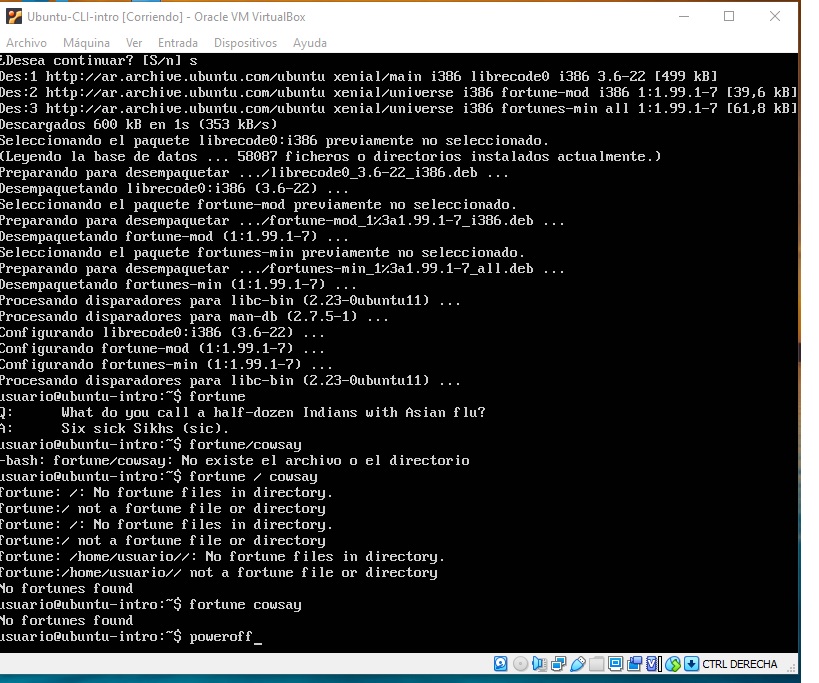 Ubuntu-CLI-intro [Corriendo] - Oracle VM VirtualBox
Archivo Máquina Ver Entrada Dispositivos Ayuda
¿Desea continuar? [S/n] s
Des:1 http://ar.archive.ubuntu.com/ubuntu xenial/main i386 librecode0 i386 3.6-22 [499 kB]
Des:2 http://ar.archive.ubuntu.com/ubuntu xenial/universe i386 fortune-mod i386 1:1.99.1-7 [39,6 kB]
Des:3 http://ar.archive.ubuntu.com/ubuntu xenial/universe i386 fortunes-min all 1:1.99.1-7 [61,8 kB]
Descargados 600 kB en 1s (353 kB/s)
Seleccionando el paquete librecode0:i386 previamente no seleccionado.
(Leyendo la base de datos ... 58087 ficheros o directorios instalados actualmente.)
Preparando para desempaquetar .../librecode0_3.6-22_i386.deb ...
Desempaquetando librecode0:i386 (3.6-22) ...
Seleccionando el paquete fortune-mod previamente no seleccionado.
Preparando para desempaquetar .../fortune-mod_1%3a1.99.1-7_i386.deb ...
Desempaquetando fortune-mod (1:1.99.1-7) ...
Seleccionando el paquete fortunes-min previamente no seleccionado.
Preparando para desempaquetar .../fortunes-min_1%3a1.99.1-7_all.deb ...
Desempaquetando fortunes-min (1:1.99.1-7) ...
Procesando disparadores para libc-bin (2.23-0ubuntu11) ...
Procesando disparadores para man-db (2.7.5-1) ...
Configurando librecode0:i386 (3.6-22) ...
Configurando fortune-mod (1:1.99.1-7) ...
Configurando fortunes-min (1:1.99.1-7) ...
Procesando disparadores para libc-bin (2.23-0ubuntu11) ...
usuario@ubuntu-intro:~$ fortune
Q: What do you call a half-dozen Indians with Asian flu?
A: Six sick Sikhs (sic).
usuario@ubuntu-intro:~$ fortune/cowsay
-bash: fortune/cowsay: No existe el archivo o el directorio
usuario@ubuntu-intro:~$ fortune / cowsay
fortune: /: No fortune files in directory.
fortune:/ not a fortune file or directory
fortune: /: No fortune files in directory.
fortune:/ not a fortune file or directory
fortune: /home/usuario//: No fortune files in directory.
fortune:/home/usuario// not a fortune file or directory
No fortunes found
usuario@ubuntu-intro:~$ fortune cowsay
No fortunes found
usuario@ubuntu-intro:~$ poweroff_
CTRL DERECHA